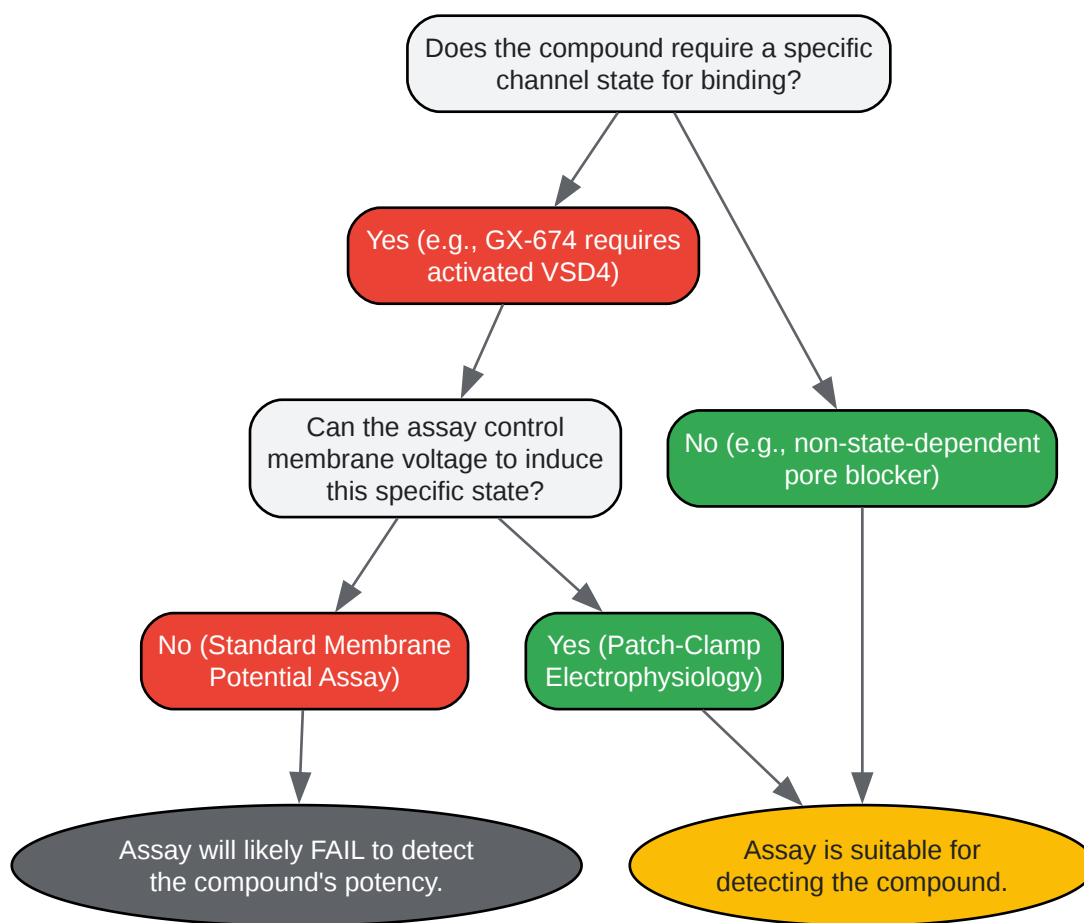 Does the compound require a specific
channel state for binding?
Yes (e.g., GX-674 requires
activated VSD4)
Can the assay control
membrane voltage to induce
this specific state?
No (e.g., non-state-dependent
pore blocker)
No (Standard Membrane
Potential Assay)
Yes (Patch-Clamp
Electrophysiology)
Assay will likely FAIL to detect
the compound's potency.
Assay is suitable for
detecting the compound.